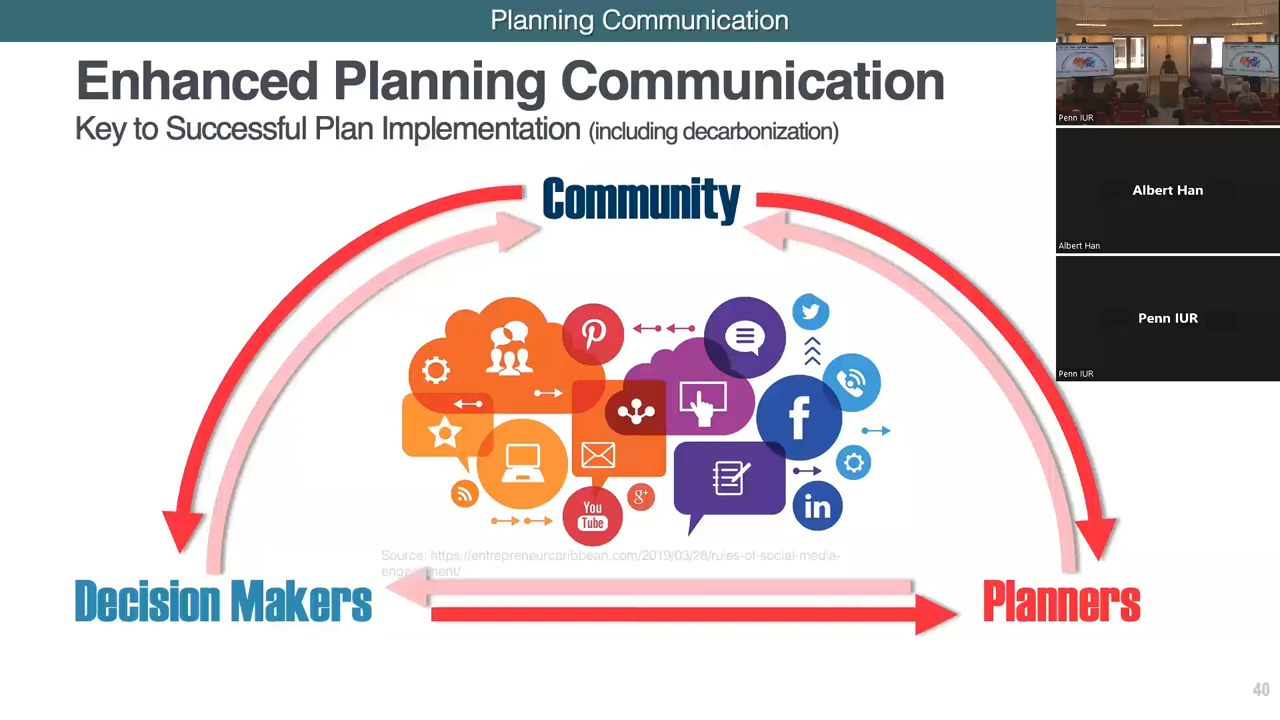 Planning Communication
Enhanced Planning Communication
Key to Successful Plan Implementation (including decarbonization)
Community
You
Tube
g+
f
in
Source: https://entrepreneurcaribbean.com/2019/03/28/rules-of-social-media-
engagement/
Decision Makers
Planners
40
Penn IUR
Albert Han
Albert Han
Penn IUR
Penn IUR